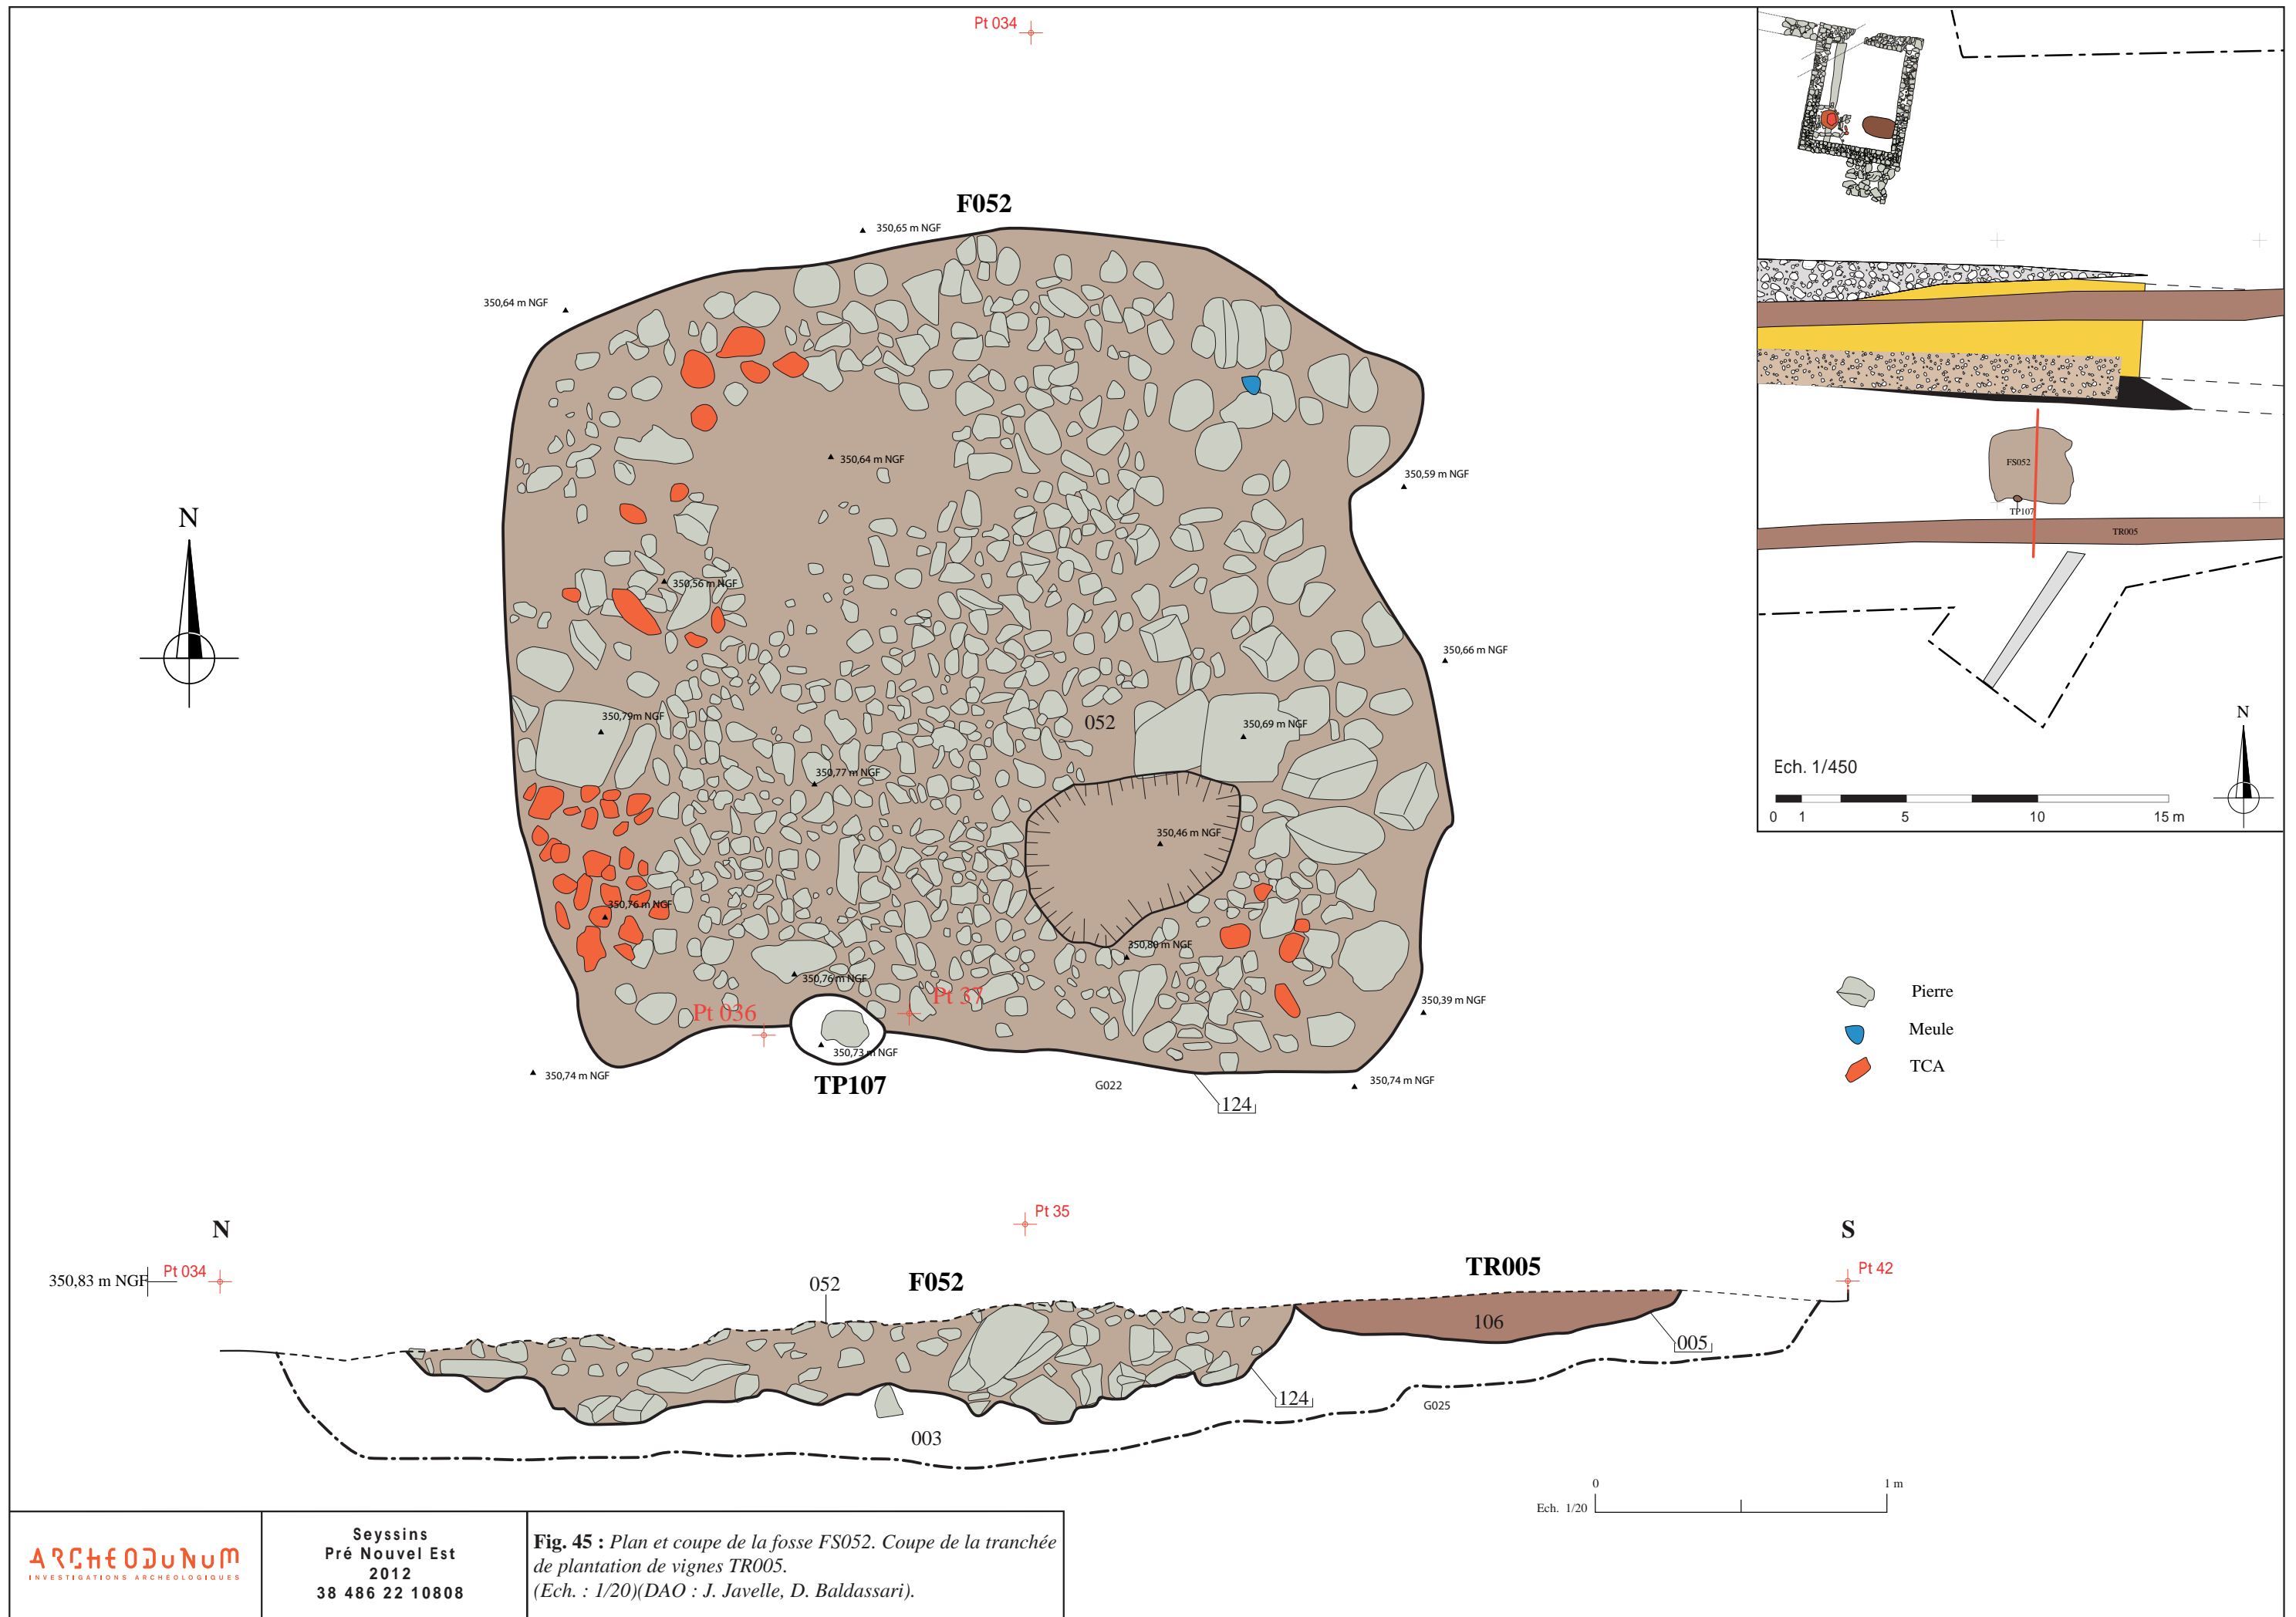 Pt 034
F052
350,65 m NGF
350,64 m NGF
350,64 m NGF
350,59 m NGF
N
350,56 m NGF
350,66 m NGF
350,79m NGF
052
350,69 m NGF
350,77 m NGF
350,46 m NGF
350,76 m NGF
350,80 m NGF
350,76 m NGF
Pt 036
Pt 37
350,39 m NGF
350,73 m NGF
350,74 m NGF
TP107
G022
350,74 m NGF
124
FS052
TP107
TR005
N
Ech. 1/450
0 1 5 10 15 m
Pierre
Meule
TCA
N
Pt 35
S
350,83 m NGF
Pt 034
052
F052
TR005
Pt 42
106
005
124
G025
003
Ech. 1/20
0 1 m
ARCHEODUNUM
INVESTIGATIONS ARCHÉOLOGIQUES
Seyssins
Pré Nouvel Est
2012
38 486 22 10808
Fig. 45 : Plan et coupe de la fosse FS052. Coupe de la tranchée
de plantation de vignes TR005.
(Ech. : 1/20)(DAO : J. Javelle, D. Baldassari).